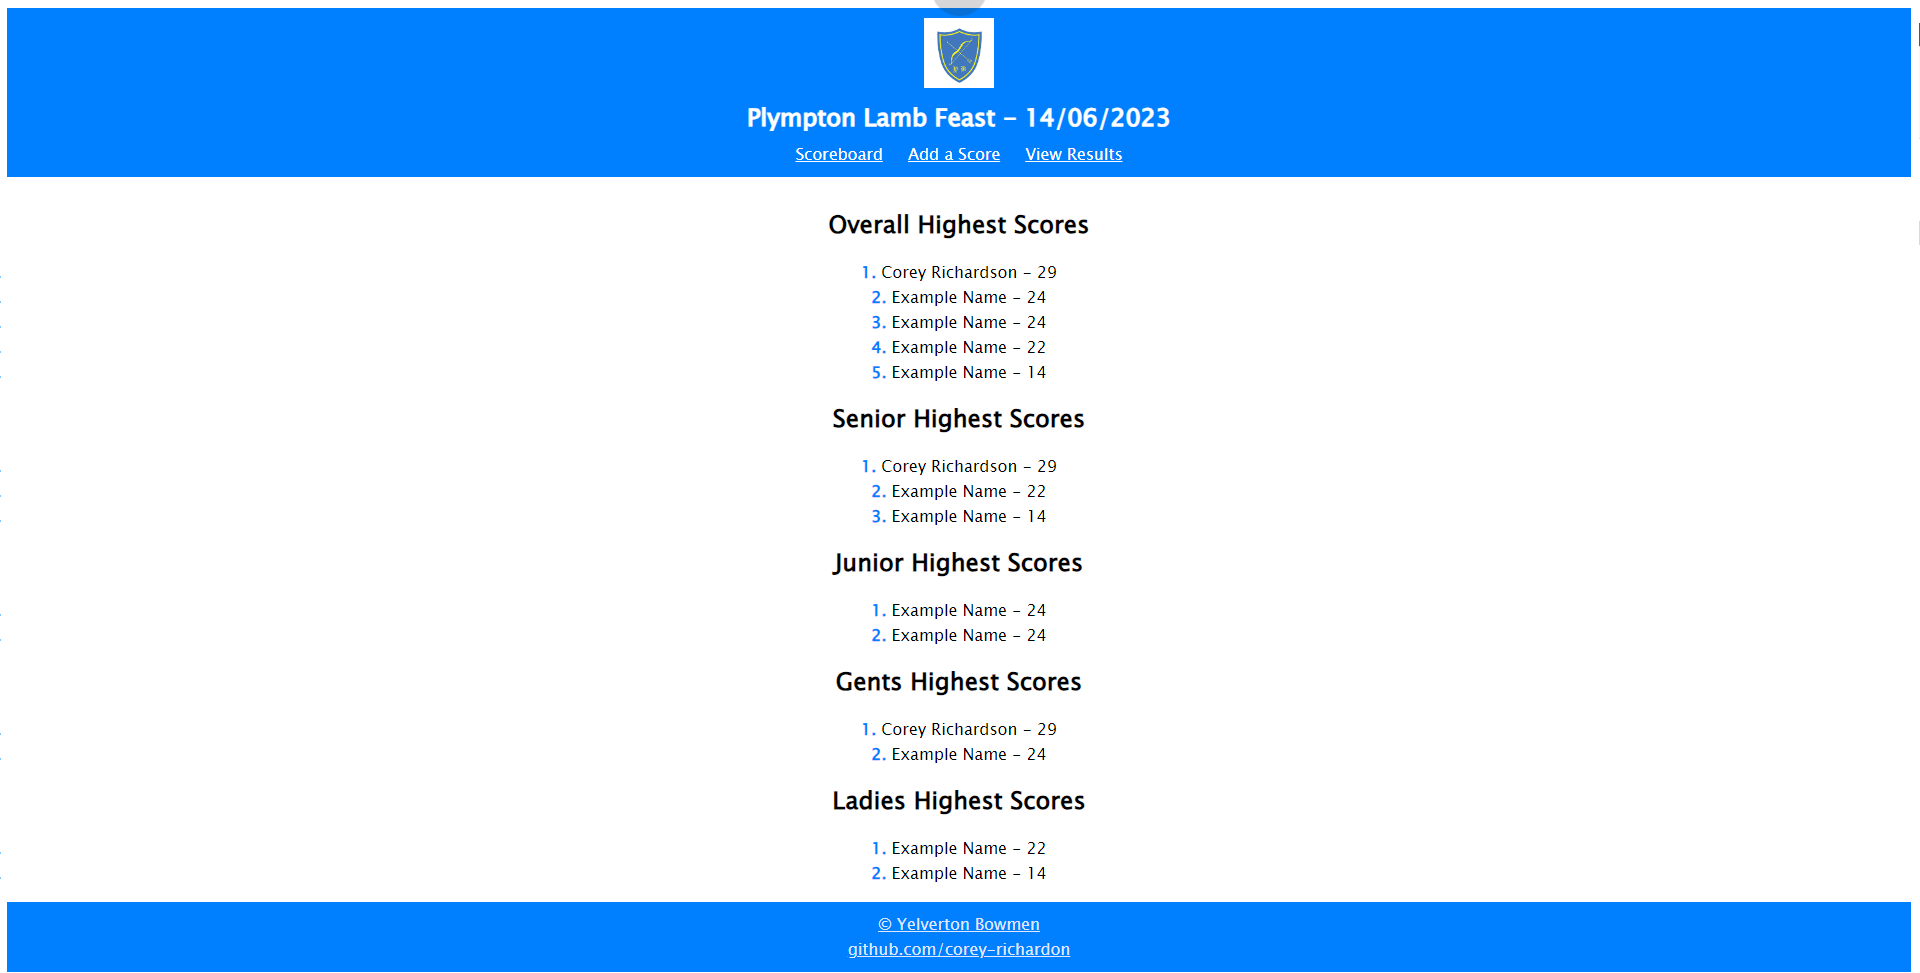 Plympton Lamb Feast - 14/06/2023
Scoreboard Add a Score View Results
Overall Highest Scores
1. Corey Richardson - 29
2. Example Name - 24
3. Example Name - 24
4. Example Name - 22
5. Example Name - 14
Senior Highest Scores
1. Corey Richardson - 29
2. Example Name - 22
3. Example Name - 14
Junior Highest Scores
1. Example Name - 24
2. Example Name - 24
Gents Highest Scores
1. Corey Richardson - 29
2. Example Name - 24
Ladies Highest Scores
1. Example Name - 22
2. Example Name - 14
© Yelverton Bowmen
github.com/corey-richardon